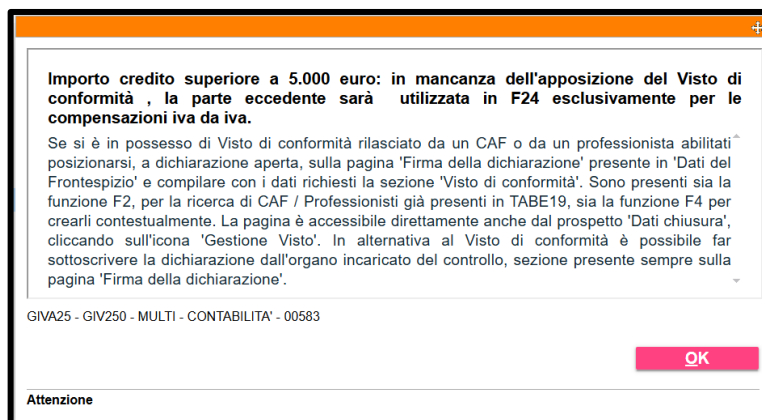 Importo credito superiore a 5.000 euro: in mancanza dell'apposizione del Visto di
conformità , la parte eccedente sarà utilizzata in F24 esclusivamente per le
compensazioni iva da iva.
Se si è in possesso di Visto di conformità rilasciato da un CAF o da un professionista abilitati
posizionarsi, a dichiarazione aperta, sulla pagina 'Firma della dichiarazione' presente in 'Dati del
Frontespizio' e compilare con i dati richiesti la sezione 'Visto di conformità'. Sono presenti sia la
funzione F2, per la ricerca di CAF / Professionisti già presenti in TABE19, sia la funzione F4 per
crearli contestualmente. La pagina è accessibile direttamente anche dal prospetto 'Dati chiusura',
cliccando sull'icona 'Gestione Visto'. In alternativa al Visto di conformità è possibile far
sottoscrivere la dichiarazione dall'organo incaricato del controllo, sezione presente sempre sulla
pagina 'Firma della dichiarazione'.
GIVA25 - GIV250 - MULTI - CONTABILITA' - 00583
OK
Attenzione